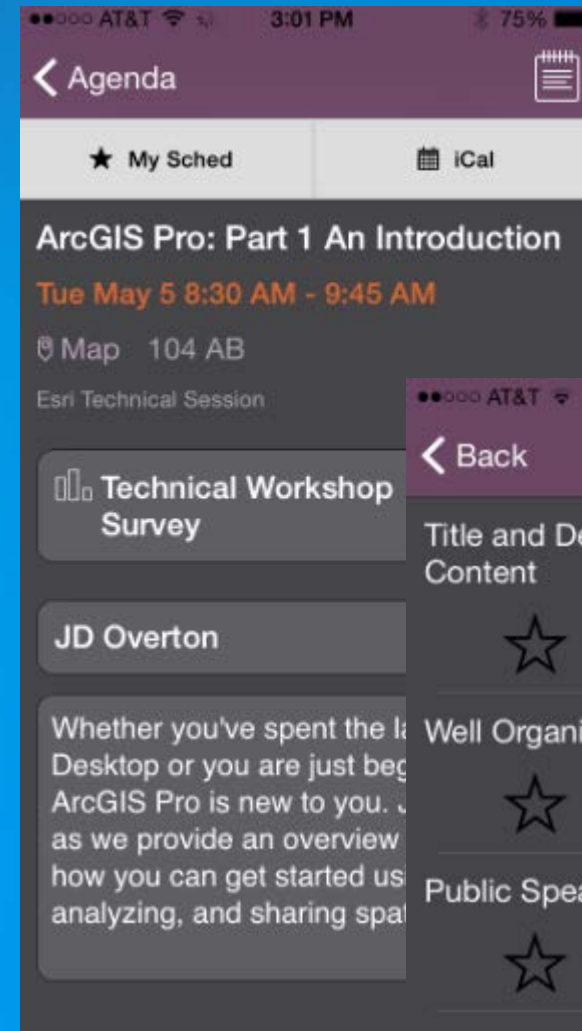 AT&T 3:01 PM 75%
Agenda
My Sched iCal
ArcGIS Pro: Part 1 An Introduction
Tue May 5 8:30 AM - 9:45 AM
Map 104 AB
Esri Technical Session
Technical Workshop
Survey
JD Overton
Whether you've spent the
Desktop or you are just
ArcGIS Pro is new to you.
as we provide an overview
how you can get started
analyzing, and sharing
AT&T
Back
Title and
Content
Well
Public